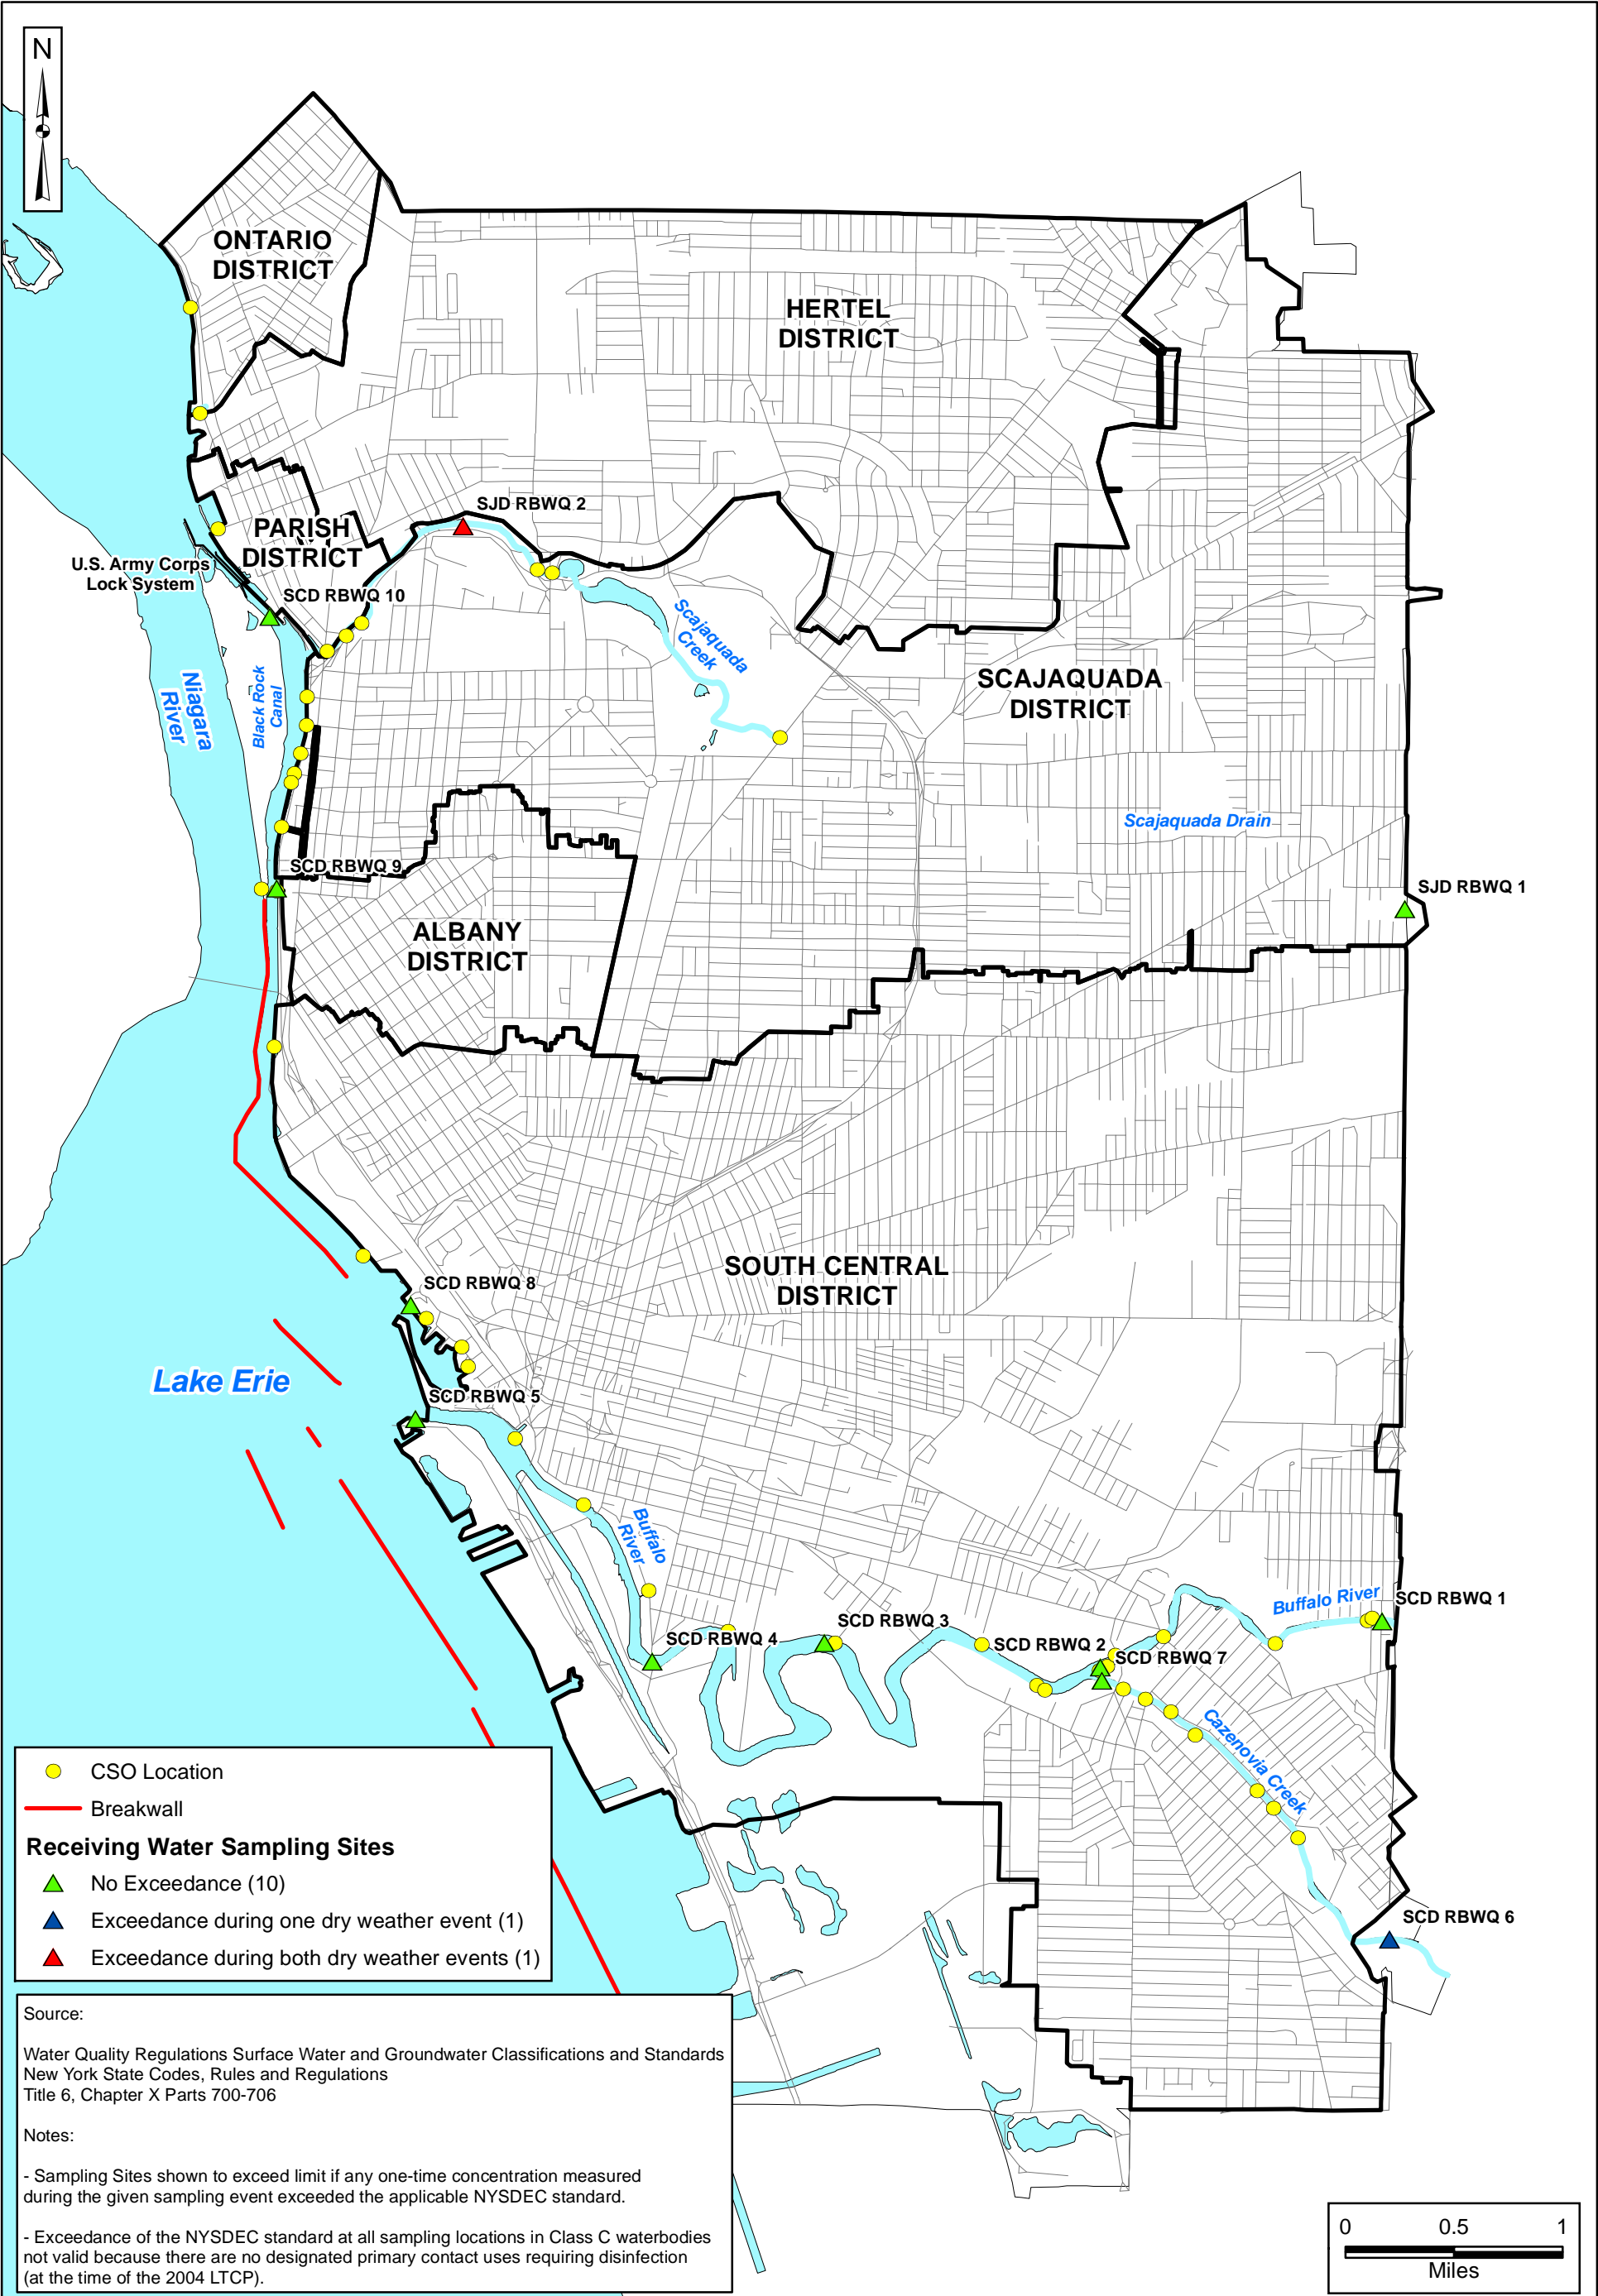 N
ONTARIO
DISTRICT
HERTEL
DISTRICT
SJD RBWQ 2
PARISH
DISTRICT
U.S. Army Corps
Lock System
SCD RBWQ 10
Scajaquada
Creek
SCAJAQUADA
DISTRICT
Niagara
River
Black Rock
Canal
Scajaquada Drain
SCD RBWQ 9
SJD RBWQ 1
ALBANY
DISTRICT
SOUTH CENTRAL
DISTRICT
SCD RBWQ 8
Lake Erie
SCD RBWQ 5
Buffalo
River
Buffalo River
SCD RBWQ 1
SCD RBWQ 3
SCD RBWQ 4
SCD RBWQ 2
SCD RBWQ 7
Cazenovia Creek
SCD RBWQ 6
CSO Location
Breakwall
Receiving Water Sampling Sites
No Exceedance (10)
Exceedance during one dry weather event (1)
Exceedance during both dry weather events (1)
Source:
Water Quality Regulations Surface Water and Groundwater Classifications and Standards
New York State Codes, Rules and Regulations
Title 6, Chapter X Parts 700-706
Notes:
- Sampling Sites shown to exceed limit if any one-time concentration measured
during the given sampling event exceeded the applicable NYSDEC standard.
- Exceedance of the NYSDEC standard at all sampling locations in Class C waterbodies
not valid because there are no designated primary contact uses requiring disinfection
(at the time of the 2004 LTCP).
0 0.5 1
Miles